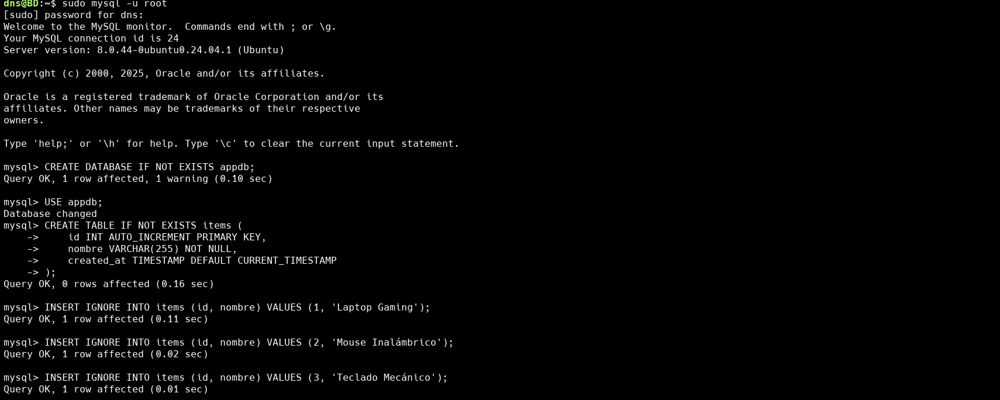 dns@BD:~$ sudo mysql -u root
[sudo] password for dns:
Welcome to the MySQL monitor.  Commands end with ; or \g.
Your MySQL connection id is 24
Server version: 8.0.44-0ubuntu0.24.04.1 (Ubuntu)

Copyright (c) 2000, 2025, Oracle and/or its affiliates.

Oracle is a registered trademark of Oracle Corporation and/or its
affiliates. Other names may be trademarks of their respective
owners.

Type 'help;' or '\h' for help. Type '\c' to clear the current input statement.

mysql> CREATE DATABASE IF NOT EXISTS appdb;
Query OK, 1 row affected, 1 warning (0.10 sec)

mysql> USE appdb;
Database changed
mysql> CREATE TABLE IF NOT EXISTS items (
    ->     id INT AUTO_INCREMENT PRIMARY KEY,
    ->     nombre VARCHAR(255) NOT NULL,
    ->     created_at TIMESTAMP DEFAULT CURRENT_TIMESTAMP
    -> );
Query OK, 0 rows affected (0.16 sec)

mysql> INSERT IGNORE INTO items (id, nombre) VALUES (1, 'Laptop Gaming');
Query OK, 1 row affected (0.11 sec)

mysql> INSERT IGNORE INTO items (id, nombre) VALUES (2, 'Mouse Inalámbrico');
Query OK, 1 row affected (0.02 sec)

mysql> INSERT IGNORE INTO items (id, nombre) VALUES (3, 'Teclado Mecánico');
Query OK, 1 row affected (0.01 sec)